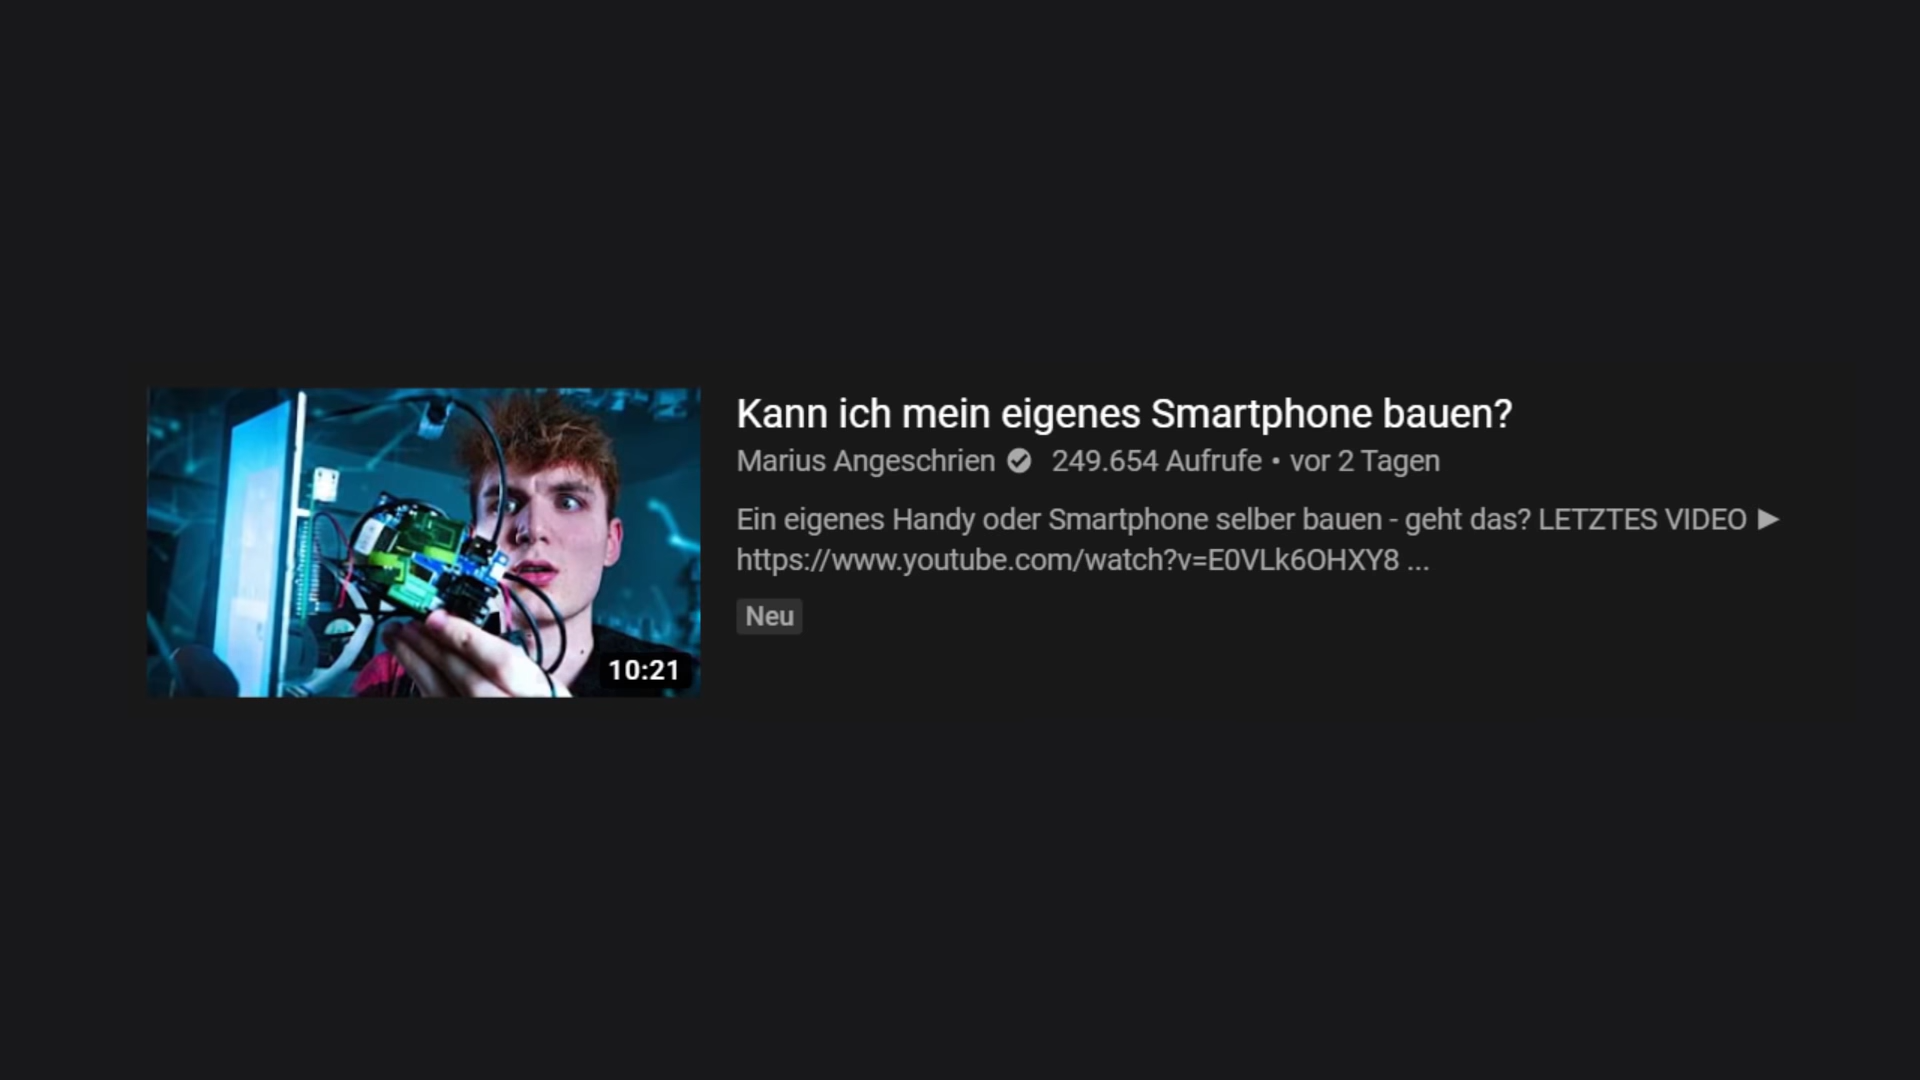 Kann ich mein eigenes Smartphone bauen?
Marius Angeschrien 249.654 Aufrufe • vor 2 Tagen
Ein eigenes Handy oder Smartphone selber bauen - geht das? LETZTES VIDEO ►
https://www.youtube.com/watch?v=E0VLk6OHXY8 ...
Neu
10:21